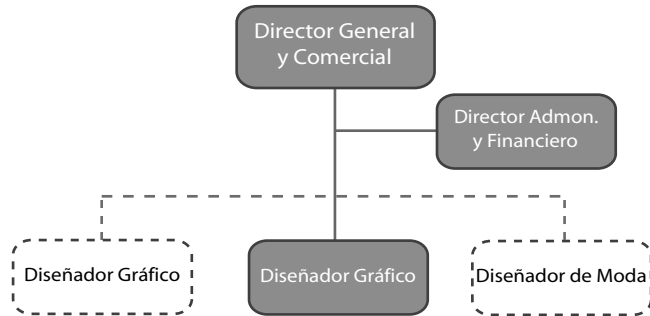 Director General
y Comercial
Director Admon.
y Financiero
Diseñador Gráfico
Diseñador Gráfico
Diseñador de Moda